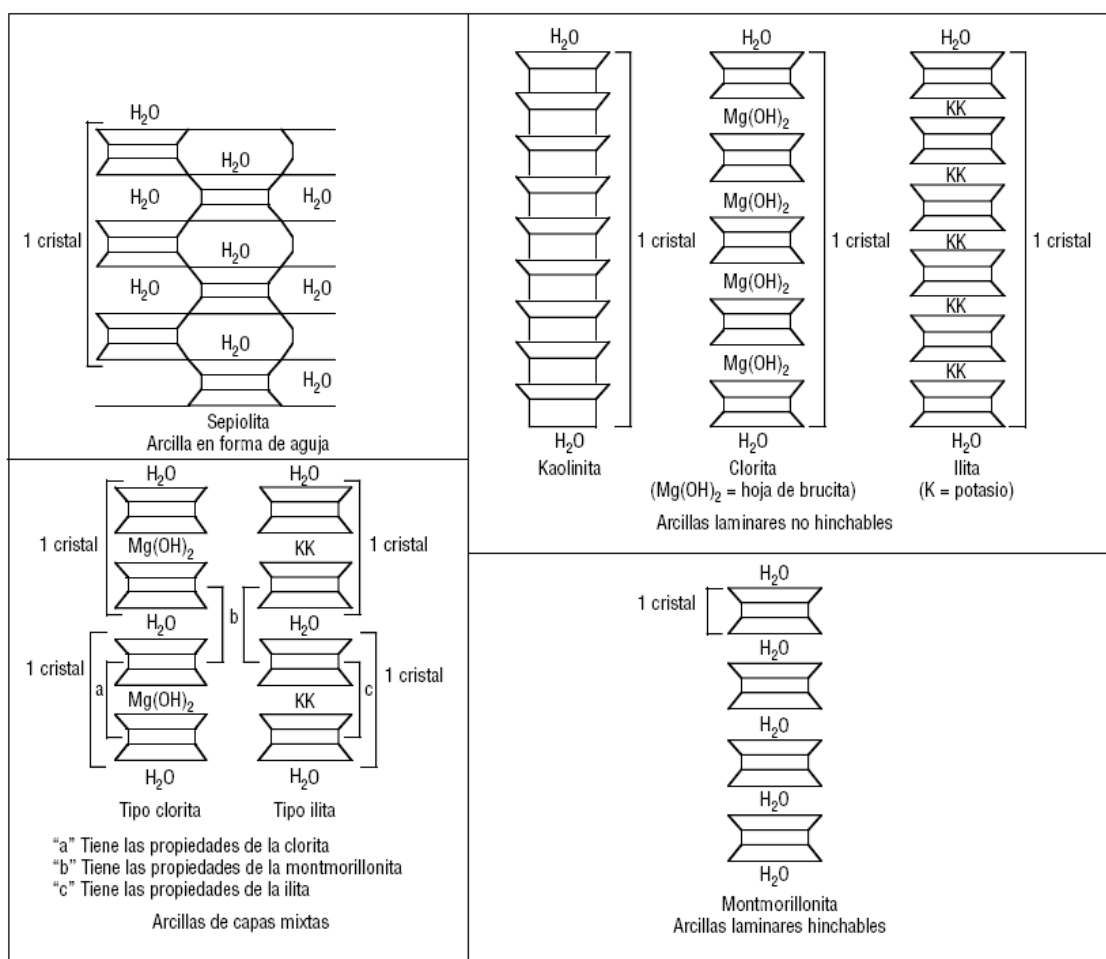 H₂O
H₂O
H₂O
H₂O
1 cristal
H₂O
H₂O
H₂O
H₂O
H₂O
Sepiolita
Arcilla en forma de aguja
H₂O
H₂O
H₂O
Mg(OH)₂
KK
Mg(OH)₂
KK
1 cristal
Mg(OH)₂
KK
1 cristal
1 cristal
KK
Mg(OH)₂
KK
H₂O
H₂O
H₂O
Kaolinita
Clorita
Ilita
(Mg(OH)₂ = hoja de brucita)
(K = potasio)
Arcillas laminares no hinchables
H₂O
H₂O
1 cristal
Mg(OH)₂
KK
1 cristal
b
H₂O
H₂O
1 cristal
a
c
1 cristal
Mg(OH)₂
KK
H₂O
H₂O
Tipo clorita
Tipo ilita
“a” Tiene las propiedades de la clorita
“b” Tiene las propiedades de la montmorillonita
“c” Tiene las propiedades de la ilita
Arcillas de capas mixtas
H₂O
1 cristal
H₂O
H₂O
H₂O
H₂O
Montmorillonita
Arcillas laminares hinchables